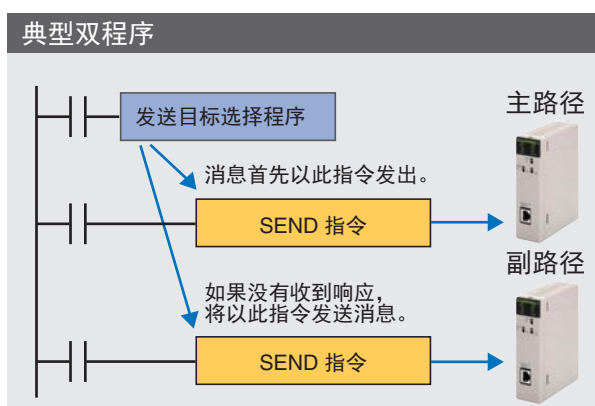 典型双程序
主路径
发送目标选择程序
消息首先以此指令发出。
SEND 指令
副路径
如果没有收到响应，
将以此指令发送消息。
SEND 指令